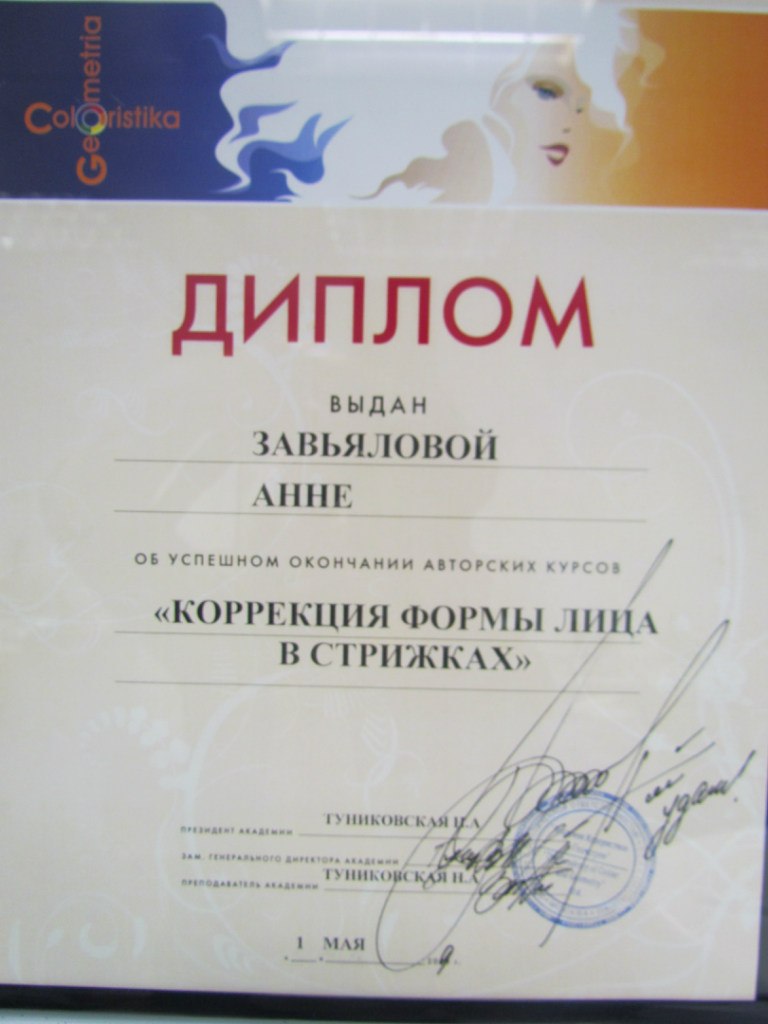 Coloristika
Geometria
ДИПЛОМ
ВЫДАН
ЗАВЬЯЛОВОЙ
АННЕ
ОБ УСПЕШНОМ ОКОНЧАНИИ АВТОРСКИХ КУРСОВ
«КОРРЕКЦИЯ ФОРМЫ ЛИЦА
В СТРИЖКАХ»
ПРЕЗИДЕНТ АКАДЕМИИ ТУНИКОВСКАЯ Н.А
ЗАМ. ГЕНЕРАЛЬНОГО ДИРЕКТОРА АКАДЕМИИ
ПРЕПОДАВАТЕЛЬ АКАДЕМИИ ТУНИКОВСКАЯ Н.А
1 МАЯ